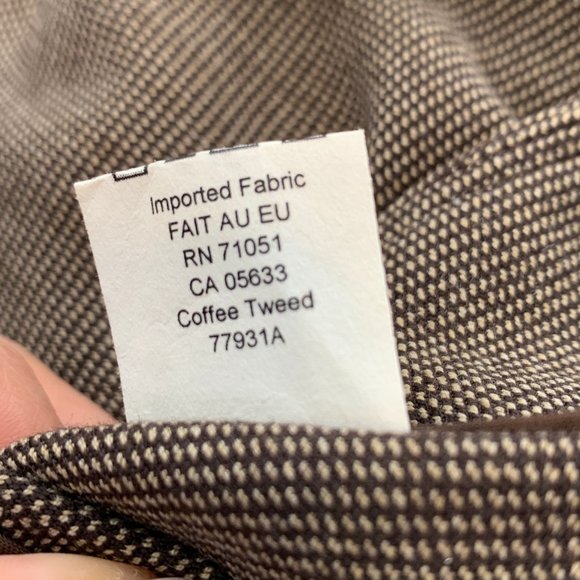 Imported Fabric
FAIT AU EU
RN 71051
CA 05633
Coffee Tweed
77931A